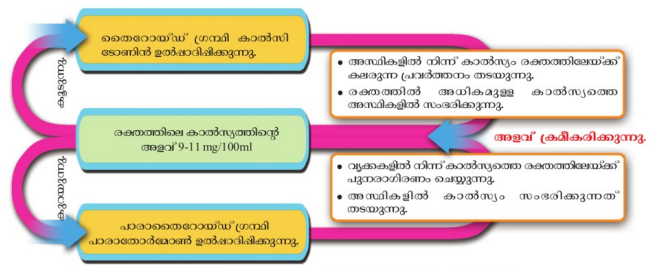 തൈറോയ്ഡ് ഗ്രന്ഥി കാൽസി
ടോണിൻ ഉൽപ്പാദിപ്പിക്കുന്നു.
• അസ്ഥികളിൽ നിന്ന് കാൽസ്യം രക്തത്തിലേയ്ക്ക്
കലരുന്ന പ്രവർത്തനം തടയുന്നു.
• രക്തത്തിൽ അധികമുള്ള കാൽസ്യത്തെ
അസ്ഥികളിൽ സംഭരിക്കുന്നു.
കൂടുമ്പോൾ
രക്തത്തിലെ കാൽസ്യത്തിന്റെ
അളവ് 9-11 mg/100ml
അളവ് ക്രമീകരിക്കുന്നു.
കുറയുമ്പോൾ
• വൃക്കകളിൽ നിന്ന് കാൽസ്യത്തെ രക്തത്തിലേയ്ക്ക്
പുനരാഗിരണം ചെയ്യുന്നു.
• അസ്ഥികളിൽ കാൽസ്യം സംഭരിക്കുന്നത്
തടയുന്നു.
പാരാതൈറോയ്ഡ് ഗ്രന്ഥി
പാരാതോർമോൺ ഉൽപ്പാദിപ്പിക്കുന്നു.